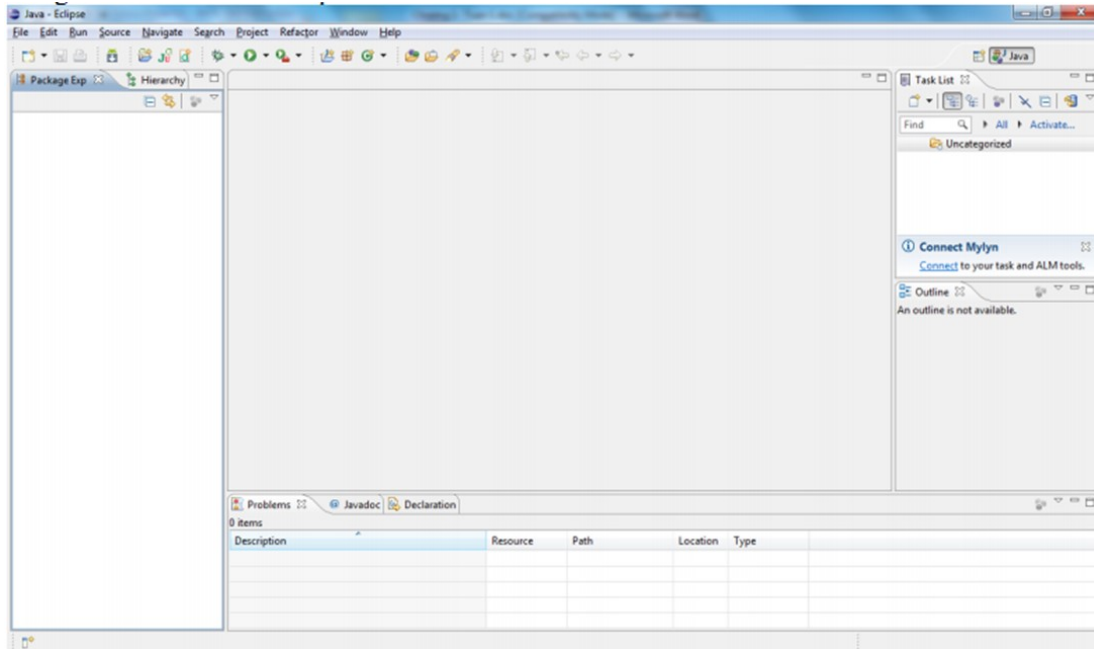 Java - Eclipse
File Edit Run Source Navigate Search Project Refactor Window Help
Java
Package Exp Hierarchy
Task List
Find All Activate...
Uncategorized
Connect Mylyn
Connect to your task and ALM tools.
Outline
An outline is not available.
Problems @ Javadoc Declaration
0 items
Description Resource Path Location Type